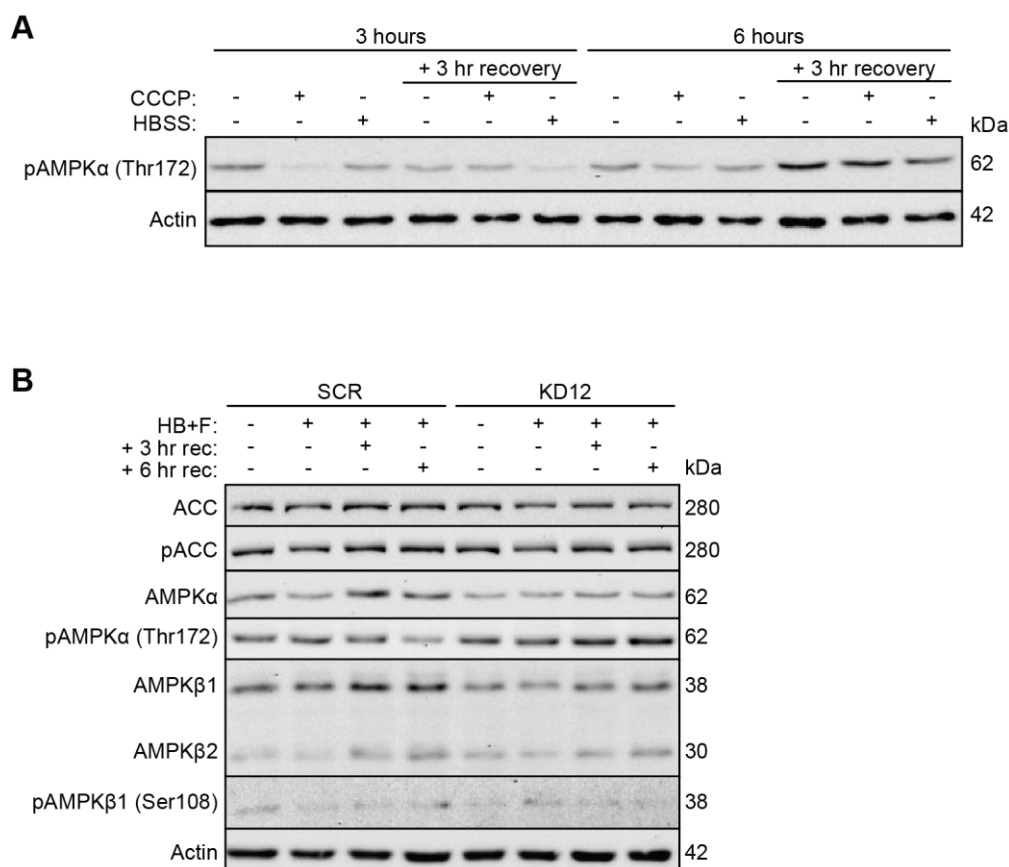 A
3 hours 6 hours
+ 3 hr recovery + 3 hr recovery
CCCP: - + - - + - - + - - + -
HBSS: - - + - - + - - + - - + kDa
pAMPKα (Thr172) 62
Actin 42
B
SCR KD12
HB+F: - + + + - + + +
+ 3 hr rec: - - + - - - + -
+ 6 hr rec: - - - + - - - + kDa
ACC 280
pACC 280
AMPKα 62
pAMPKα (Thr172) 62
AMPKβ1 38
AMPKβ2 30
pAMPKβ1 (Ser108) 38
Actin 42